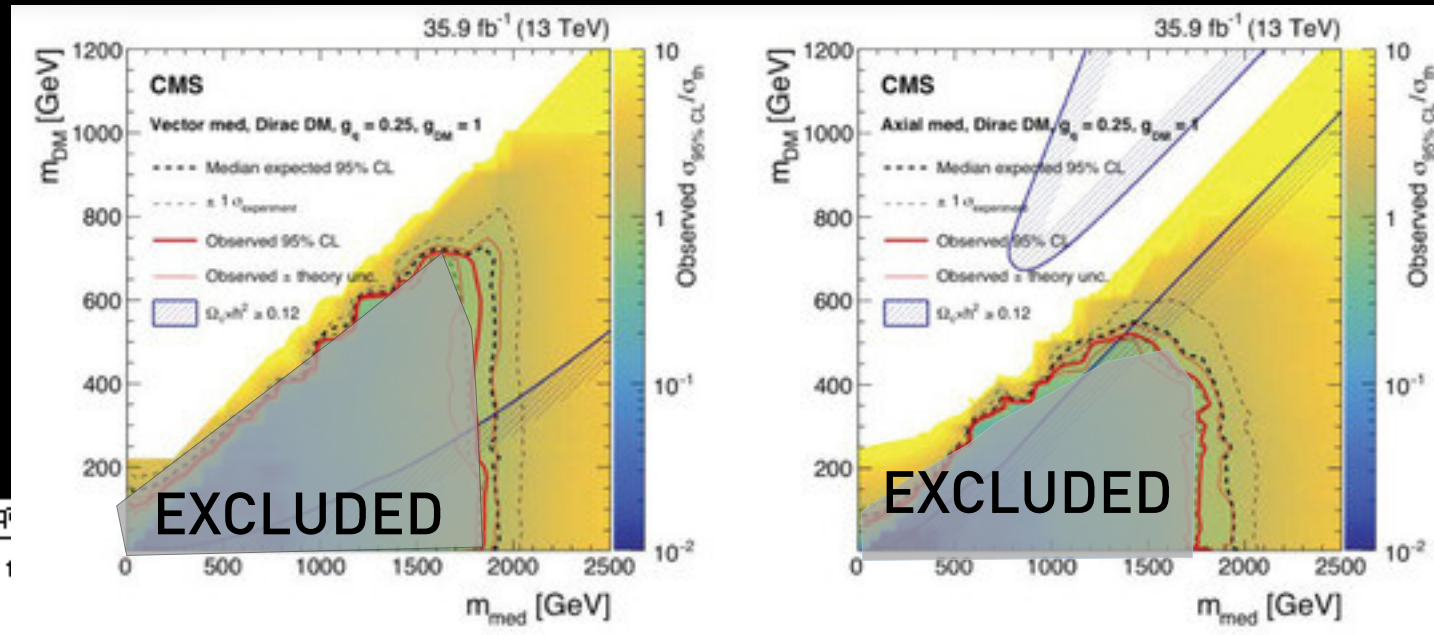 35.9 fb⁻¹ (13 TeV)
CMS
Vector med, Dirac DM, g_q = 0.25, g_DM = 1
Median expected 95% CL
± 1 σ_experiment
Observed 95% CL
Observed ± theory unc.
Ω_c×h² ≥ 0.12
EXCLUDED
m_DM [GeV]
1200
1000
800
600
400
200
0 500 1000 1500 2000 2500
m_med [GeV]
10
1
10⁻¹
10⁻²
Observed σ_95% CL/σ_th
35.9 fb⁻¹ (13 TeV)
CMS
Axial med, Dirac DM, g_q = 0.25, g_DM = 1
Median expected 95% CL
± 1 σ_experiment
Observed 95% CL
Observed ± theory unc.
Ω_c×h² ≥ 0.12
EXCLUDED
m_DM [GeV]
1200
1000
800
600
400
200
0 500 1000 1500 2000 2500
m_med [GeV]
10
1
10⁻¹
10⁻²
Observed σ_95% CL/σ_th